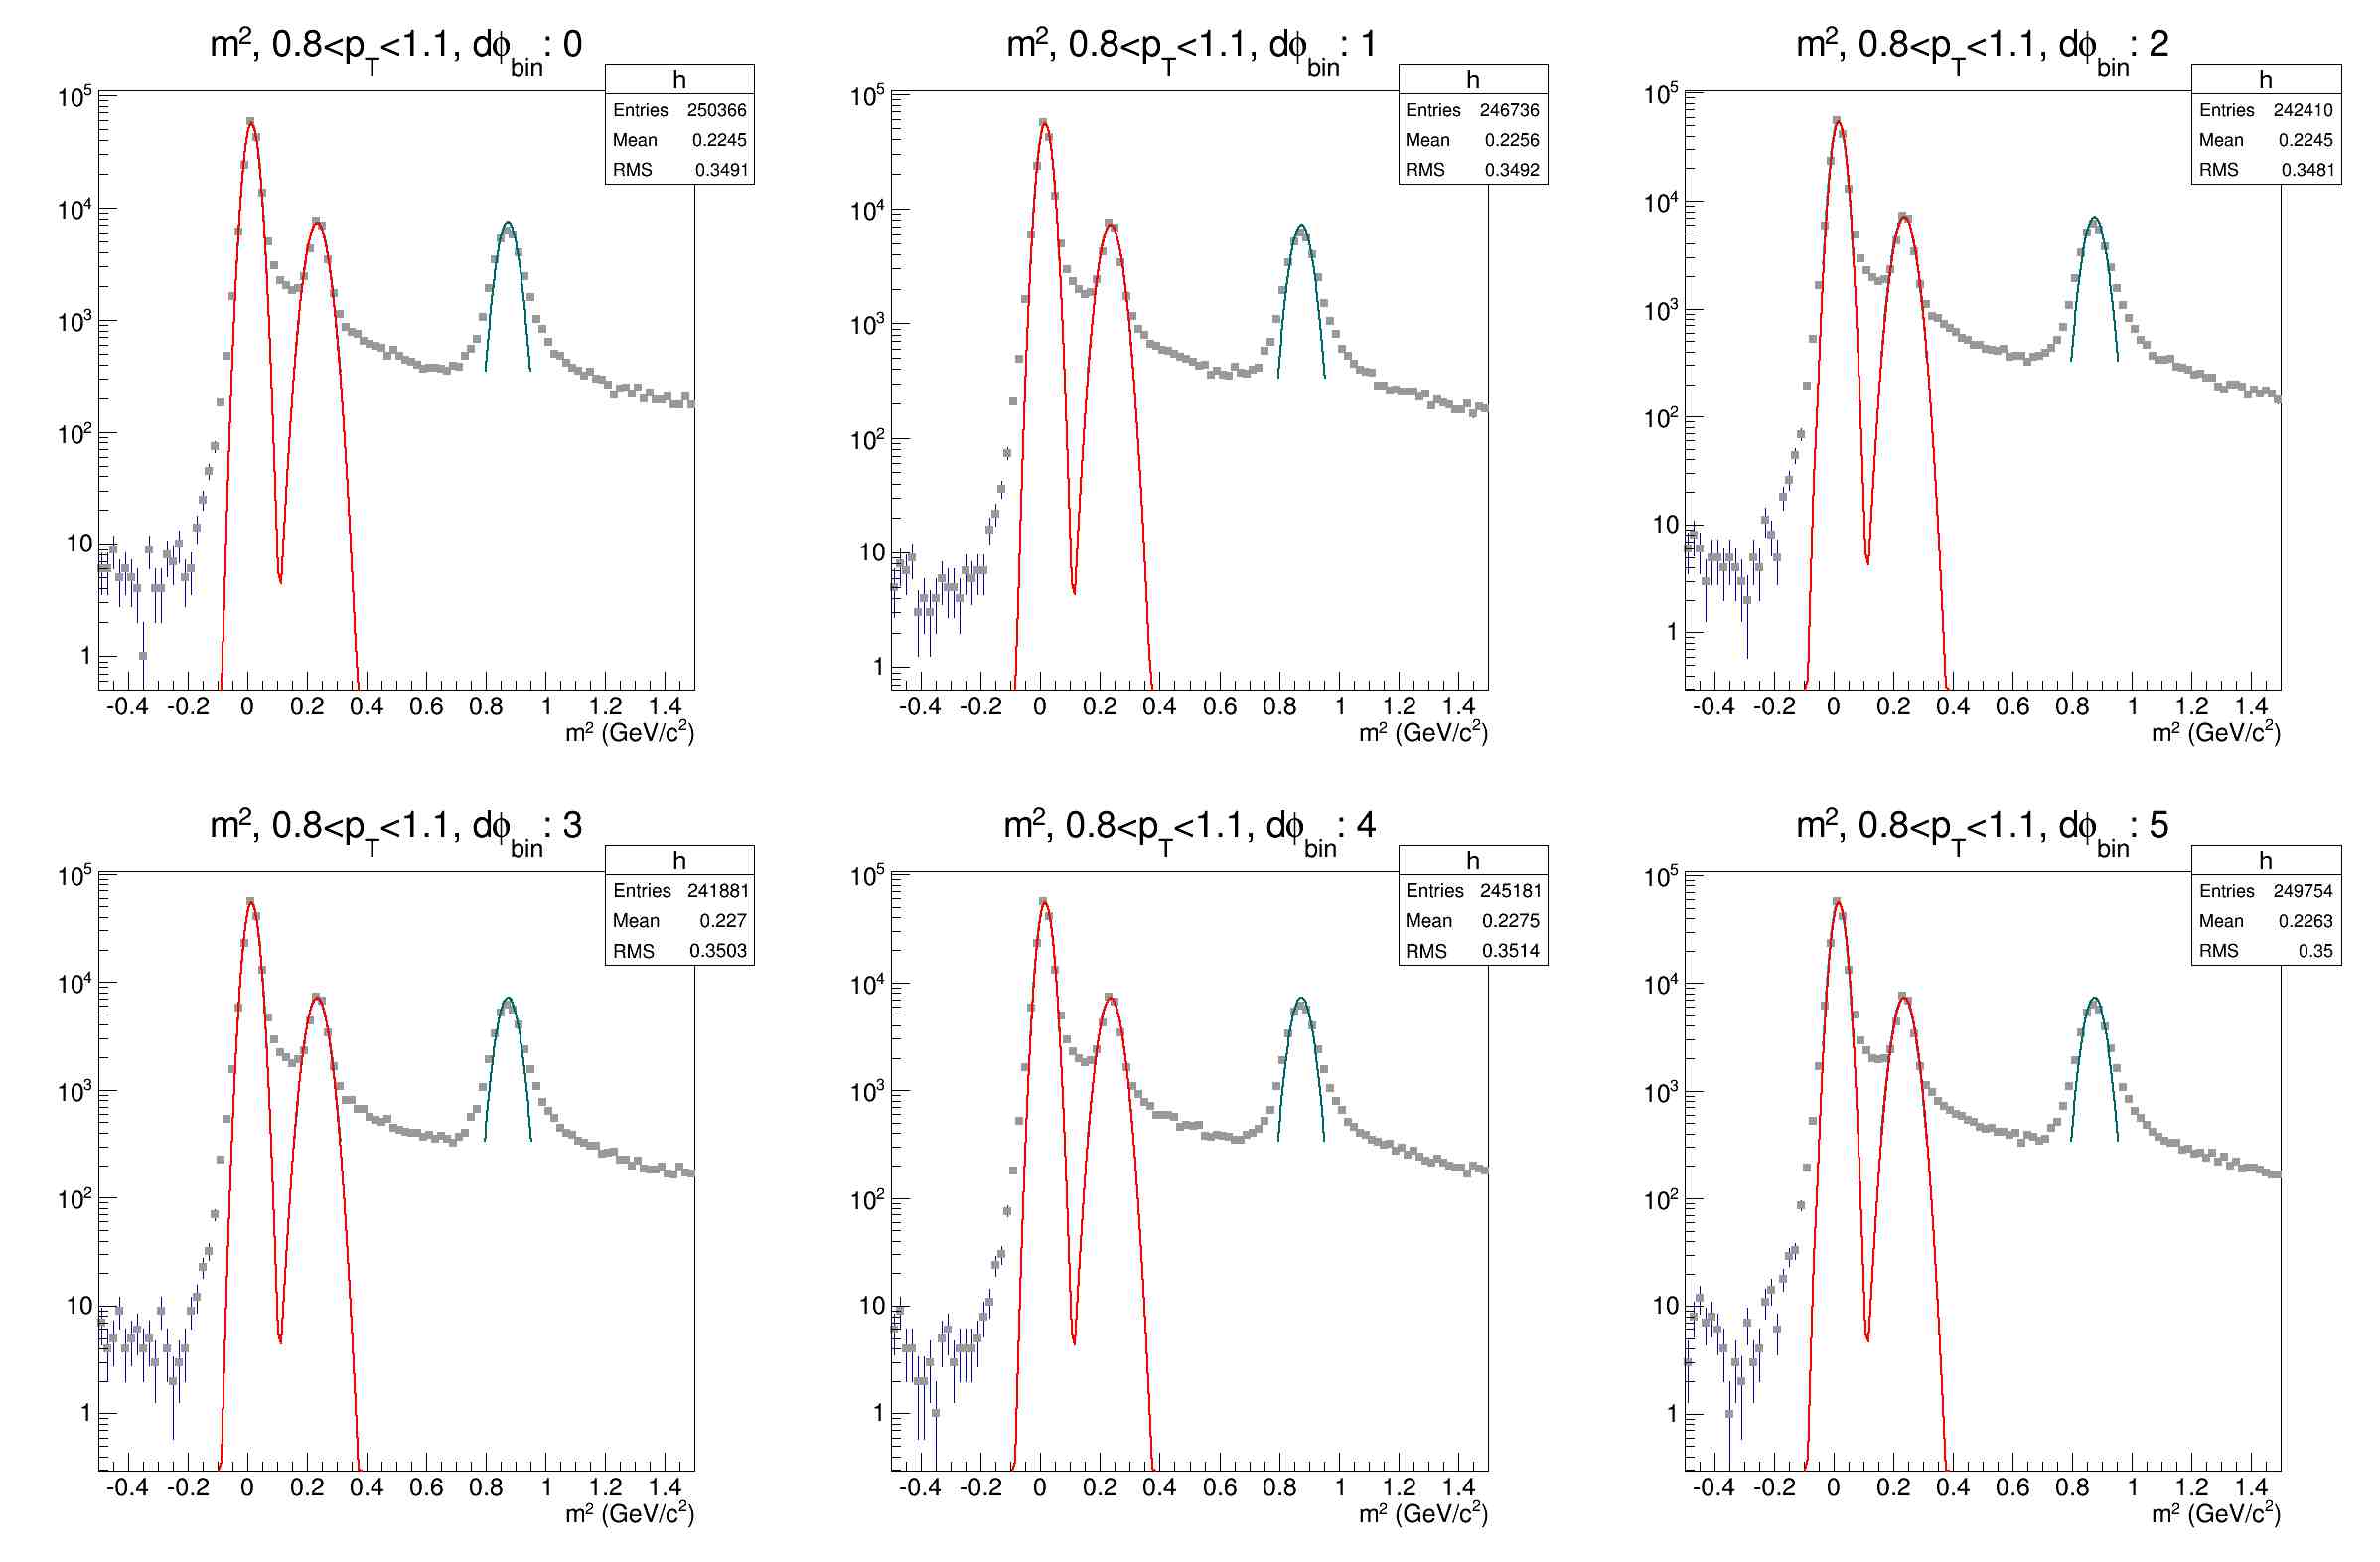 m², 0.8<p_T<1.1, dϕ_bin: 0
h
Entries 250366
Mean 0.2245
RMS 0.3491
10⁵
10⁴
10³
10²
10
1
-0.4 -0.2 0 0.2 0.4 0.6 0.8 1 1.2 1.4
m² (GeV/c²)
m², 0.8<p_T<1.1, dϕ_bin: 1
h
Entries 246736
Mean 0.2256
RMS 0.3492
10⁵
10⁴
10³
10²
10
1
-0.4 -0.2 0 0.2 0.4 0.6 0.8 1 1.2 1.4
m² (GeV/c²)
m², 0.8<p_T<1.1, dϕ_bin: 2
h
Entries 242410
Mean 0.2245
RMS 0.3481
10⁵
10⁴
10³
10²
10
1
-0.4 -0.2 0 0.2 0.4 0.6 0.8 1 1.2 1.4
m² (GeV/c²)
m², 0.8<p_T<1.1, dϕ_bin: 3
h
Entries 241881
Mean 0.227
RMS 0.3503
10⁵
10⁴
10³
10²
10
1
-0.4 -0.2 0 0.2 0.4 0.6 0.8 1 1.2 1.4
m² (GeV/c²)
m², 0.8<p_T<1.1, dϕ_bin: 4
h
Entries 245181
Mean 0.2275
RMS 0.3514
10⁵
10⁴
10³
10²
10
1
-0.4 -0.2 0 0.2 0.4 0.6 0.8 1 1.2 1.4
m² (GeV/c²)
m², 0.8<p_T<1.1, dϕ_bin: 5
h
Entries 249754
Mean 0.2263
RMS 0.35
10⁵
10⁴
10³
10²
10
1
-0.4 -0.2 0 0.2 0.4 0.6 0.8 1 1.2 1.4
m² (GeV/c²)